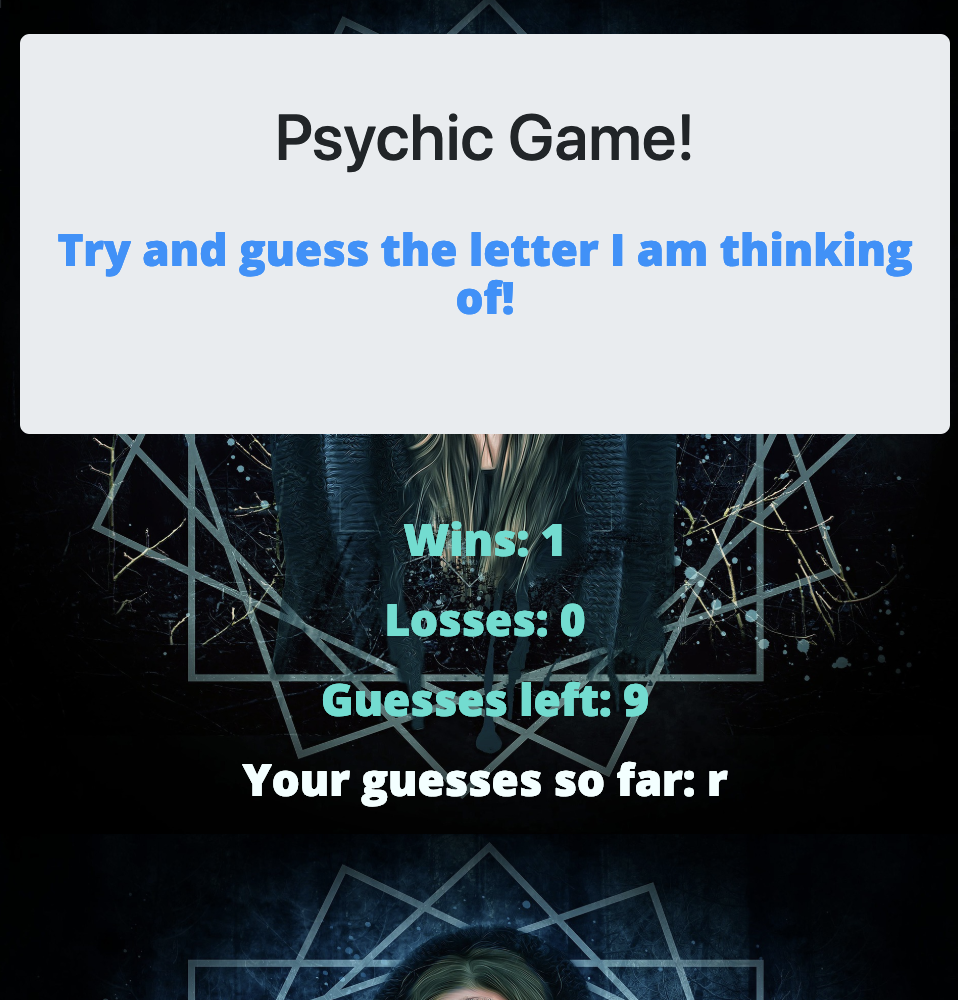 Psychic Game!
Try and guess the letter I am thinking
of!
Wins: 1
Losses: 0
Guesses left: 9
Your guesses so far: r